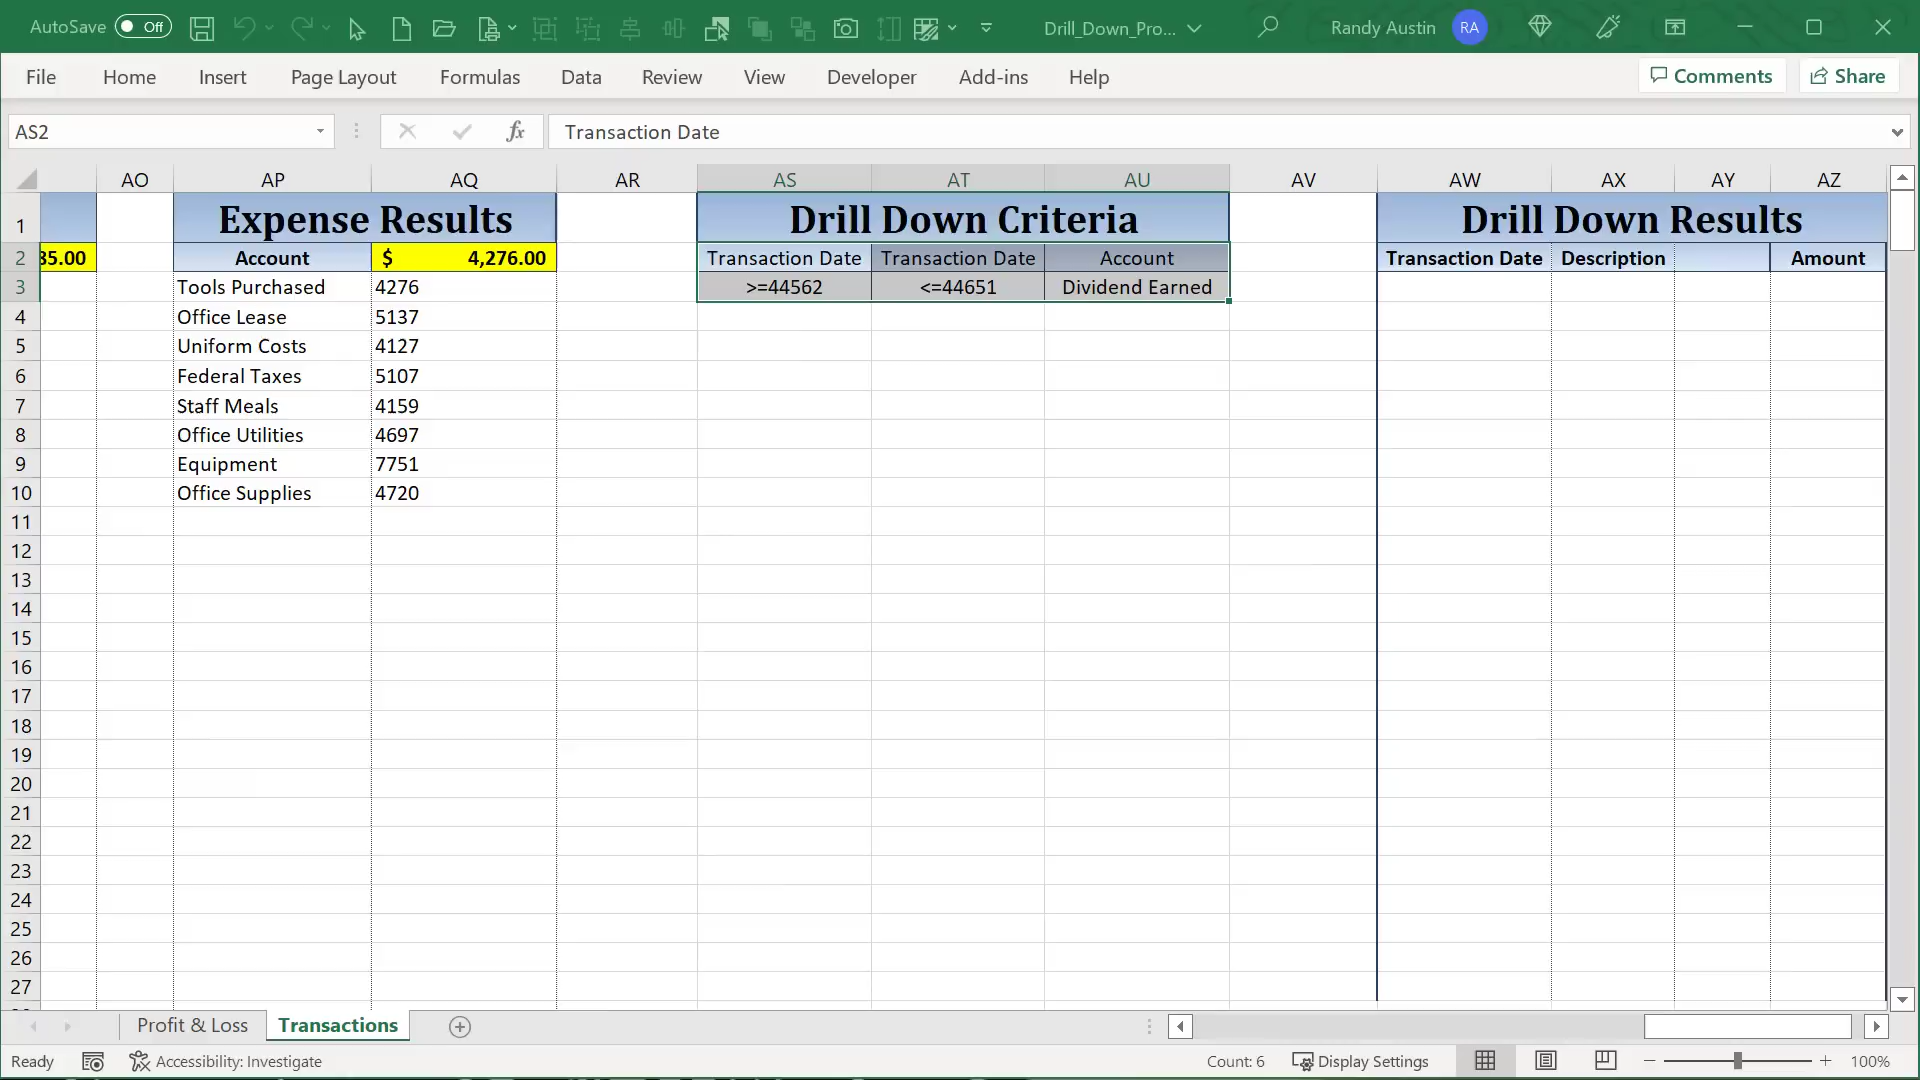 AutoSave Off Drill_Down_Pro... Randy Austin RA
File Home Insert Page Layout Formulas Data Review View Developer Add-ins Help Comments Share
AS2 fx Transaction Date
AO AP AQ AR AS AT AU AV AW AX AY AZ
1 Expense Results Drill Down Criteria Drill Down Results
2 35.00 Account $ 4,276.00 Transaction Date Transaction Date Account Transaction Date Description Amount
3 Tools Purchased 4276 >=44562 <=44651 Dividend Earned
4 Office Lease 5137
5 Uniform Costs 4127
6 Federal Taxes 5107
7 Staff Meals 4159
8 Office Utilities 4697
9 Equipment 7751
10 Office Supplies 4720
11
12
13
14
15
16
17
18
19
20
21
22
23
24
25
26
27
Profit & Loss Transactions
Ready Accessibility: Investigate Count: 6 Display Settings 100%